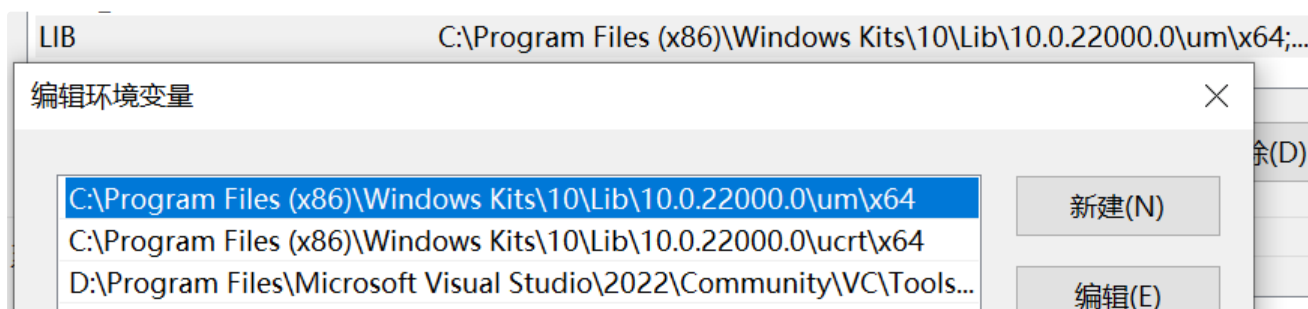 LIB C:\Program Files (x86)\Windows Kits\10\Lib\10.0.22000.0\um\x64;...
编辑环境变量
除(D)
C:\Program Files (x86)\Windows Kits\10\Lib\10.0.22000.0\um\x64
新建(N)
C:\Program Files (x86)\Windows Kits\10\Lib\10.0.22000.0\ucrt\x64
D:\Program Files\Microsoft Visual Studio\2022\Community\VC\Tools...
编辑(E)